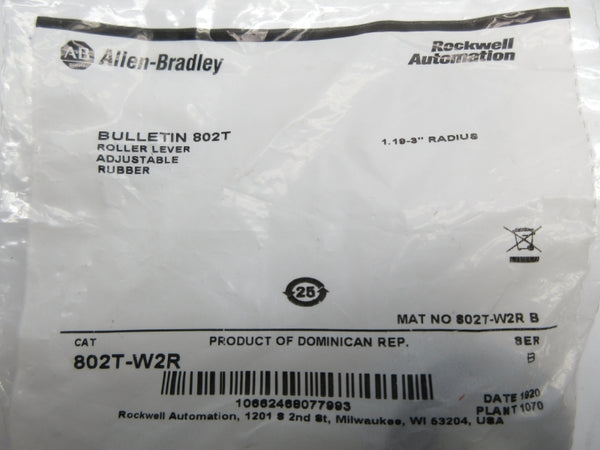 AB Allen-Bradley
Rockwell
Automation
BULLETIN 802T
ROLLER LEVER
ADJUSTABLE
RUBBER
1.19-3" RADIUS
25
MAT NO 802T-W2R B
CAT
PRODUCT OF DOMINICAN REP.
SER
802T-W2R
B
10662468077993
DATE 1920
PLANT 1070
Rockwell Automation, 1201 S 2nd St, Milwaukee, WI 53204, USA